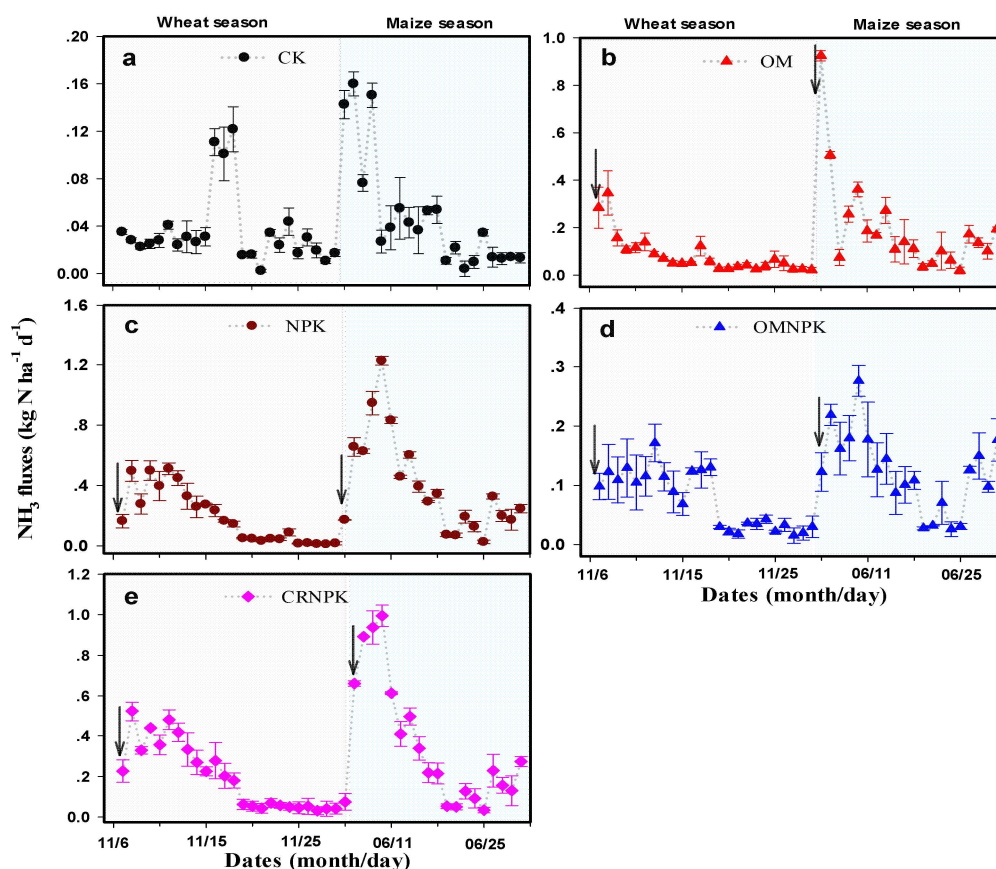 Wheat season Maize season Wheat season Maize season
a CK
.20
.16
.12
.08
.04
0.00
b OM
1.0
.8
.6
.4
.2
0.0
c NPK
1.6
1.2
.8
.4
0.0
d OMNPK
.4
.3
.2
.1
0.0
11/6 11/15 11/25 06/11 06/25
Dates (month/day)
e CRNPK
1.2
1.0
.8
.6
.4
.2
0.0
11/6 11/15 11/25 06/11 06/25
Dates (month/day)
NH₃ fluxes (kg N ha⁻¹ d⁻¹)